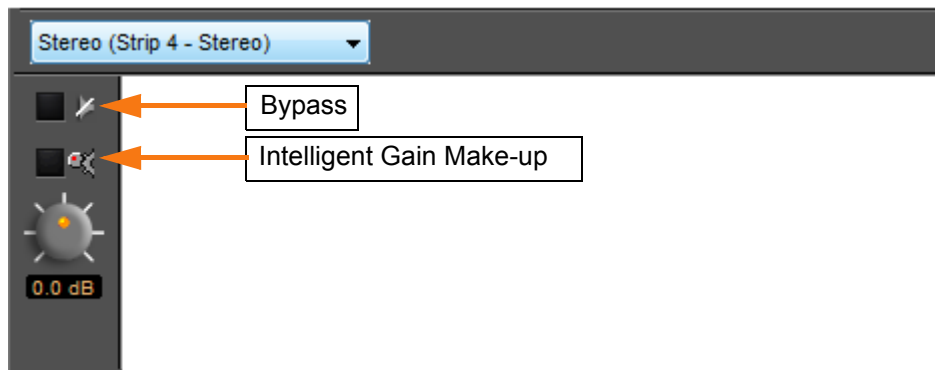 Stereo (Strip 4 - Stereo)
Bypass
Intelligent Gain Make-up
0.0 dB